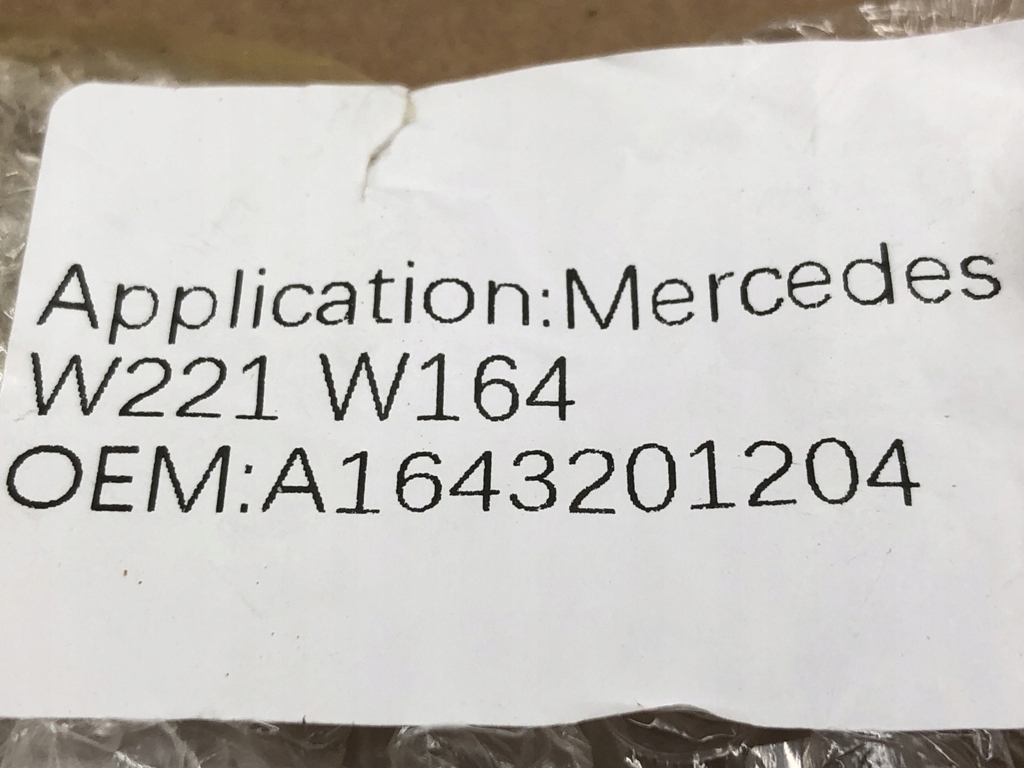 Application:Mercedes
W221 W164
OEM:A1643201204